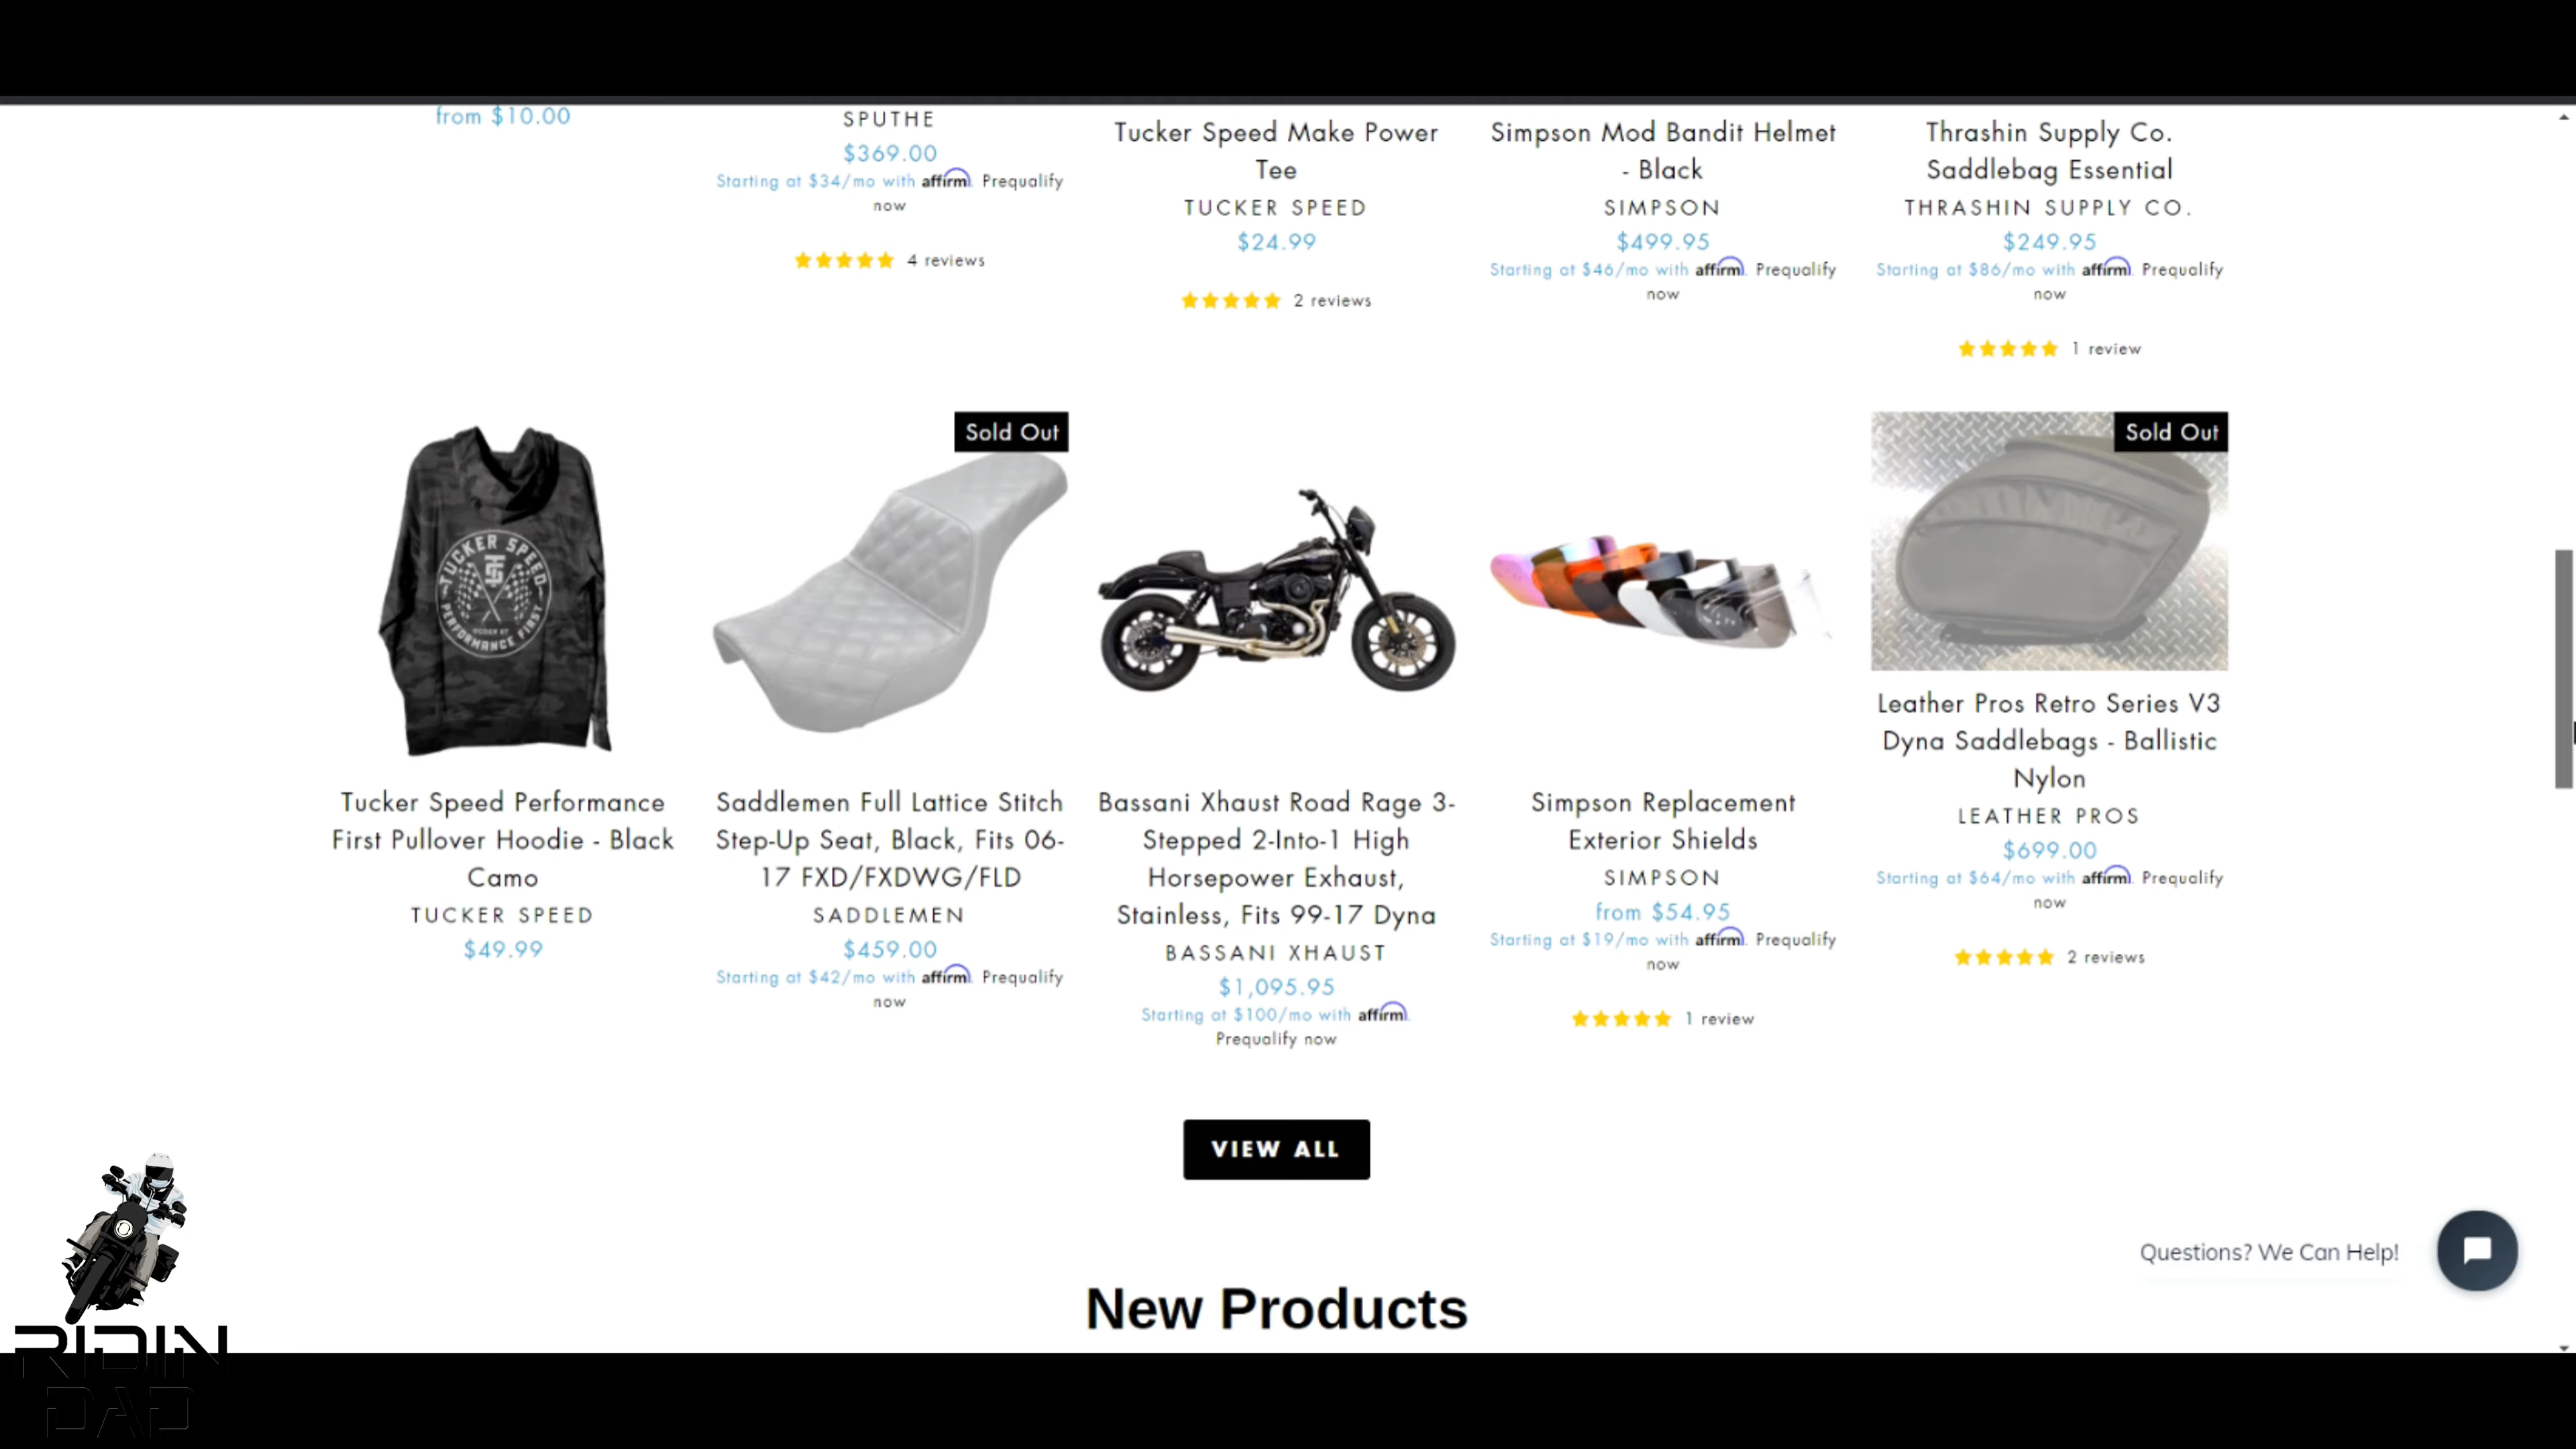 from $10.00
SPUTHE
$369.00
Starting at $34/mo with affirm. Prequalify
now
4 reviews
Tucker Speed Make Power
Tee
TUCKER SPEED
$24.99
2 reviews
Simpson Mod Bandit Helmet
- Black
SIMPSON
$499.95
Starting at $46/mo with affirm. Prequalify
now
Thrashin Supply Co.
Saddlebag Essential
THRASHIN SUPPLY CO.
$249.95
Starting at $86/mo with affirm. Prequalify
now
1 review
TUCKER SPEED
PERFORMANCE FIRST
Tucker Speed Performance
First Pullover Hoodie - Black
Camo
TUCKER SPEED
$49.99
Sold Out
Saddlemen Full Lattice Stitch
Step-Up Seat, Black, Fits 06-
17 FXD/FXDWG/FLD
SADDLEMEN
$459.00
Starting at $42/mo with affirm. Prequalify
now
Bassani Xhaust Road Rage 3-
Stepped 2-Into-1 High
Horsepower Exhaust,
Stainless, Fits 99-17 Dyna
BASSANI XHAUST
$1,095.95
Starting at $100/mo with affirm.
Prequalify now
Simpson Replacement
Exterior Shields
SIMPSON
from $54.95
Starting at $19/mo with affirm. Prequalify
now
1 review
Sold Out
Leather Pros Retro Series V3
Dyna Saddlebags - Ballistic
Nylon
LEATHER PROS
$699.00
Starting at $64/mo with affirm. Prequalify
now
2 reviews
VIEW ALL
Questions? We Can Help!
New Products
RIDIN
DAD